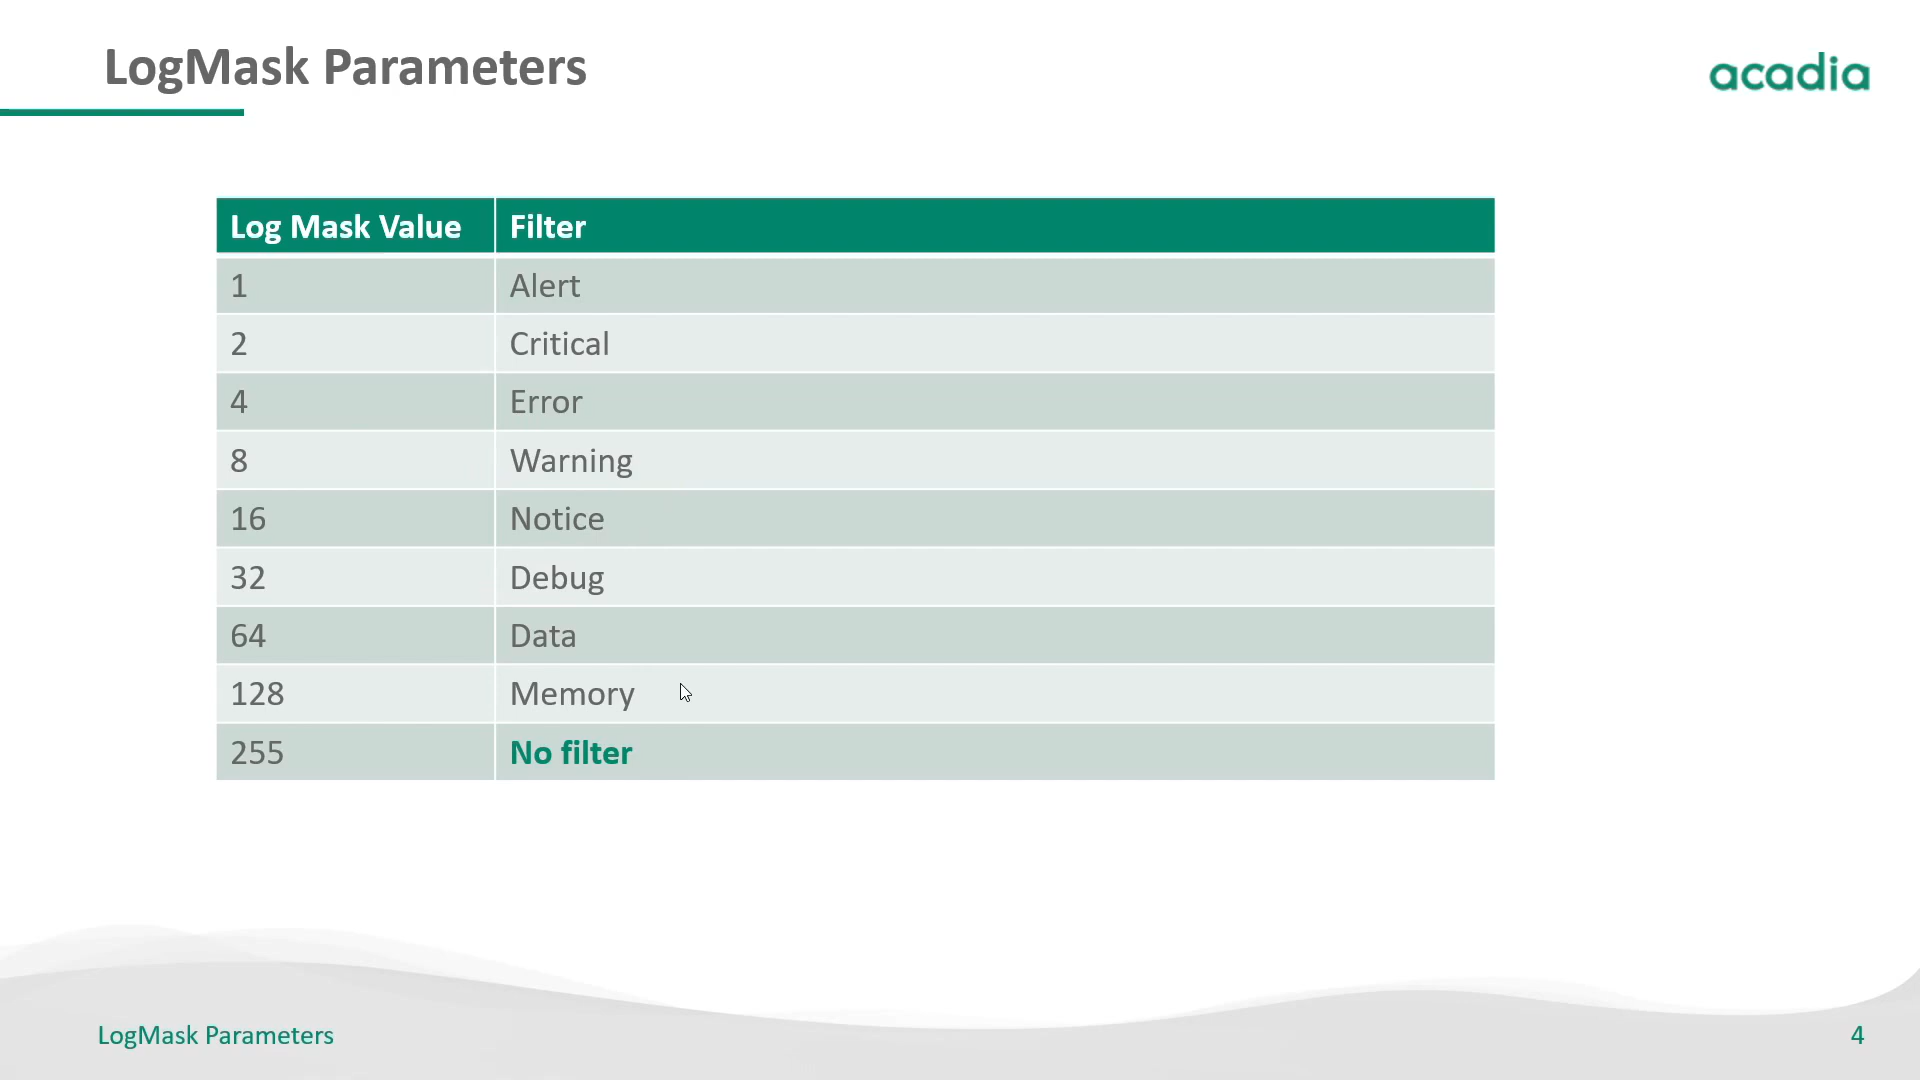 LogMask Parameters
acadia
Log Mask Value Filter
1 Alert
2 Critical
4 Error
8 Warning
16 Notice
32 Debug
64 Data
128 Memory
255 No filter
LogMask Parameters
4